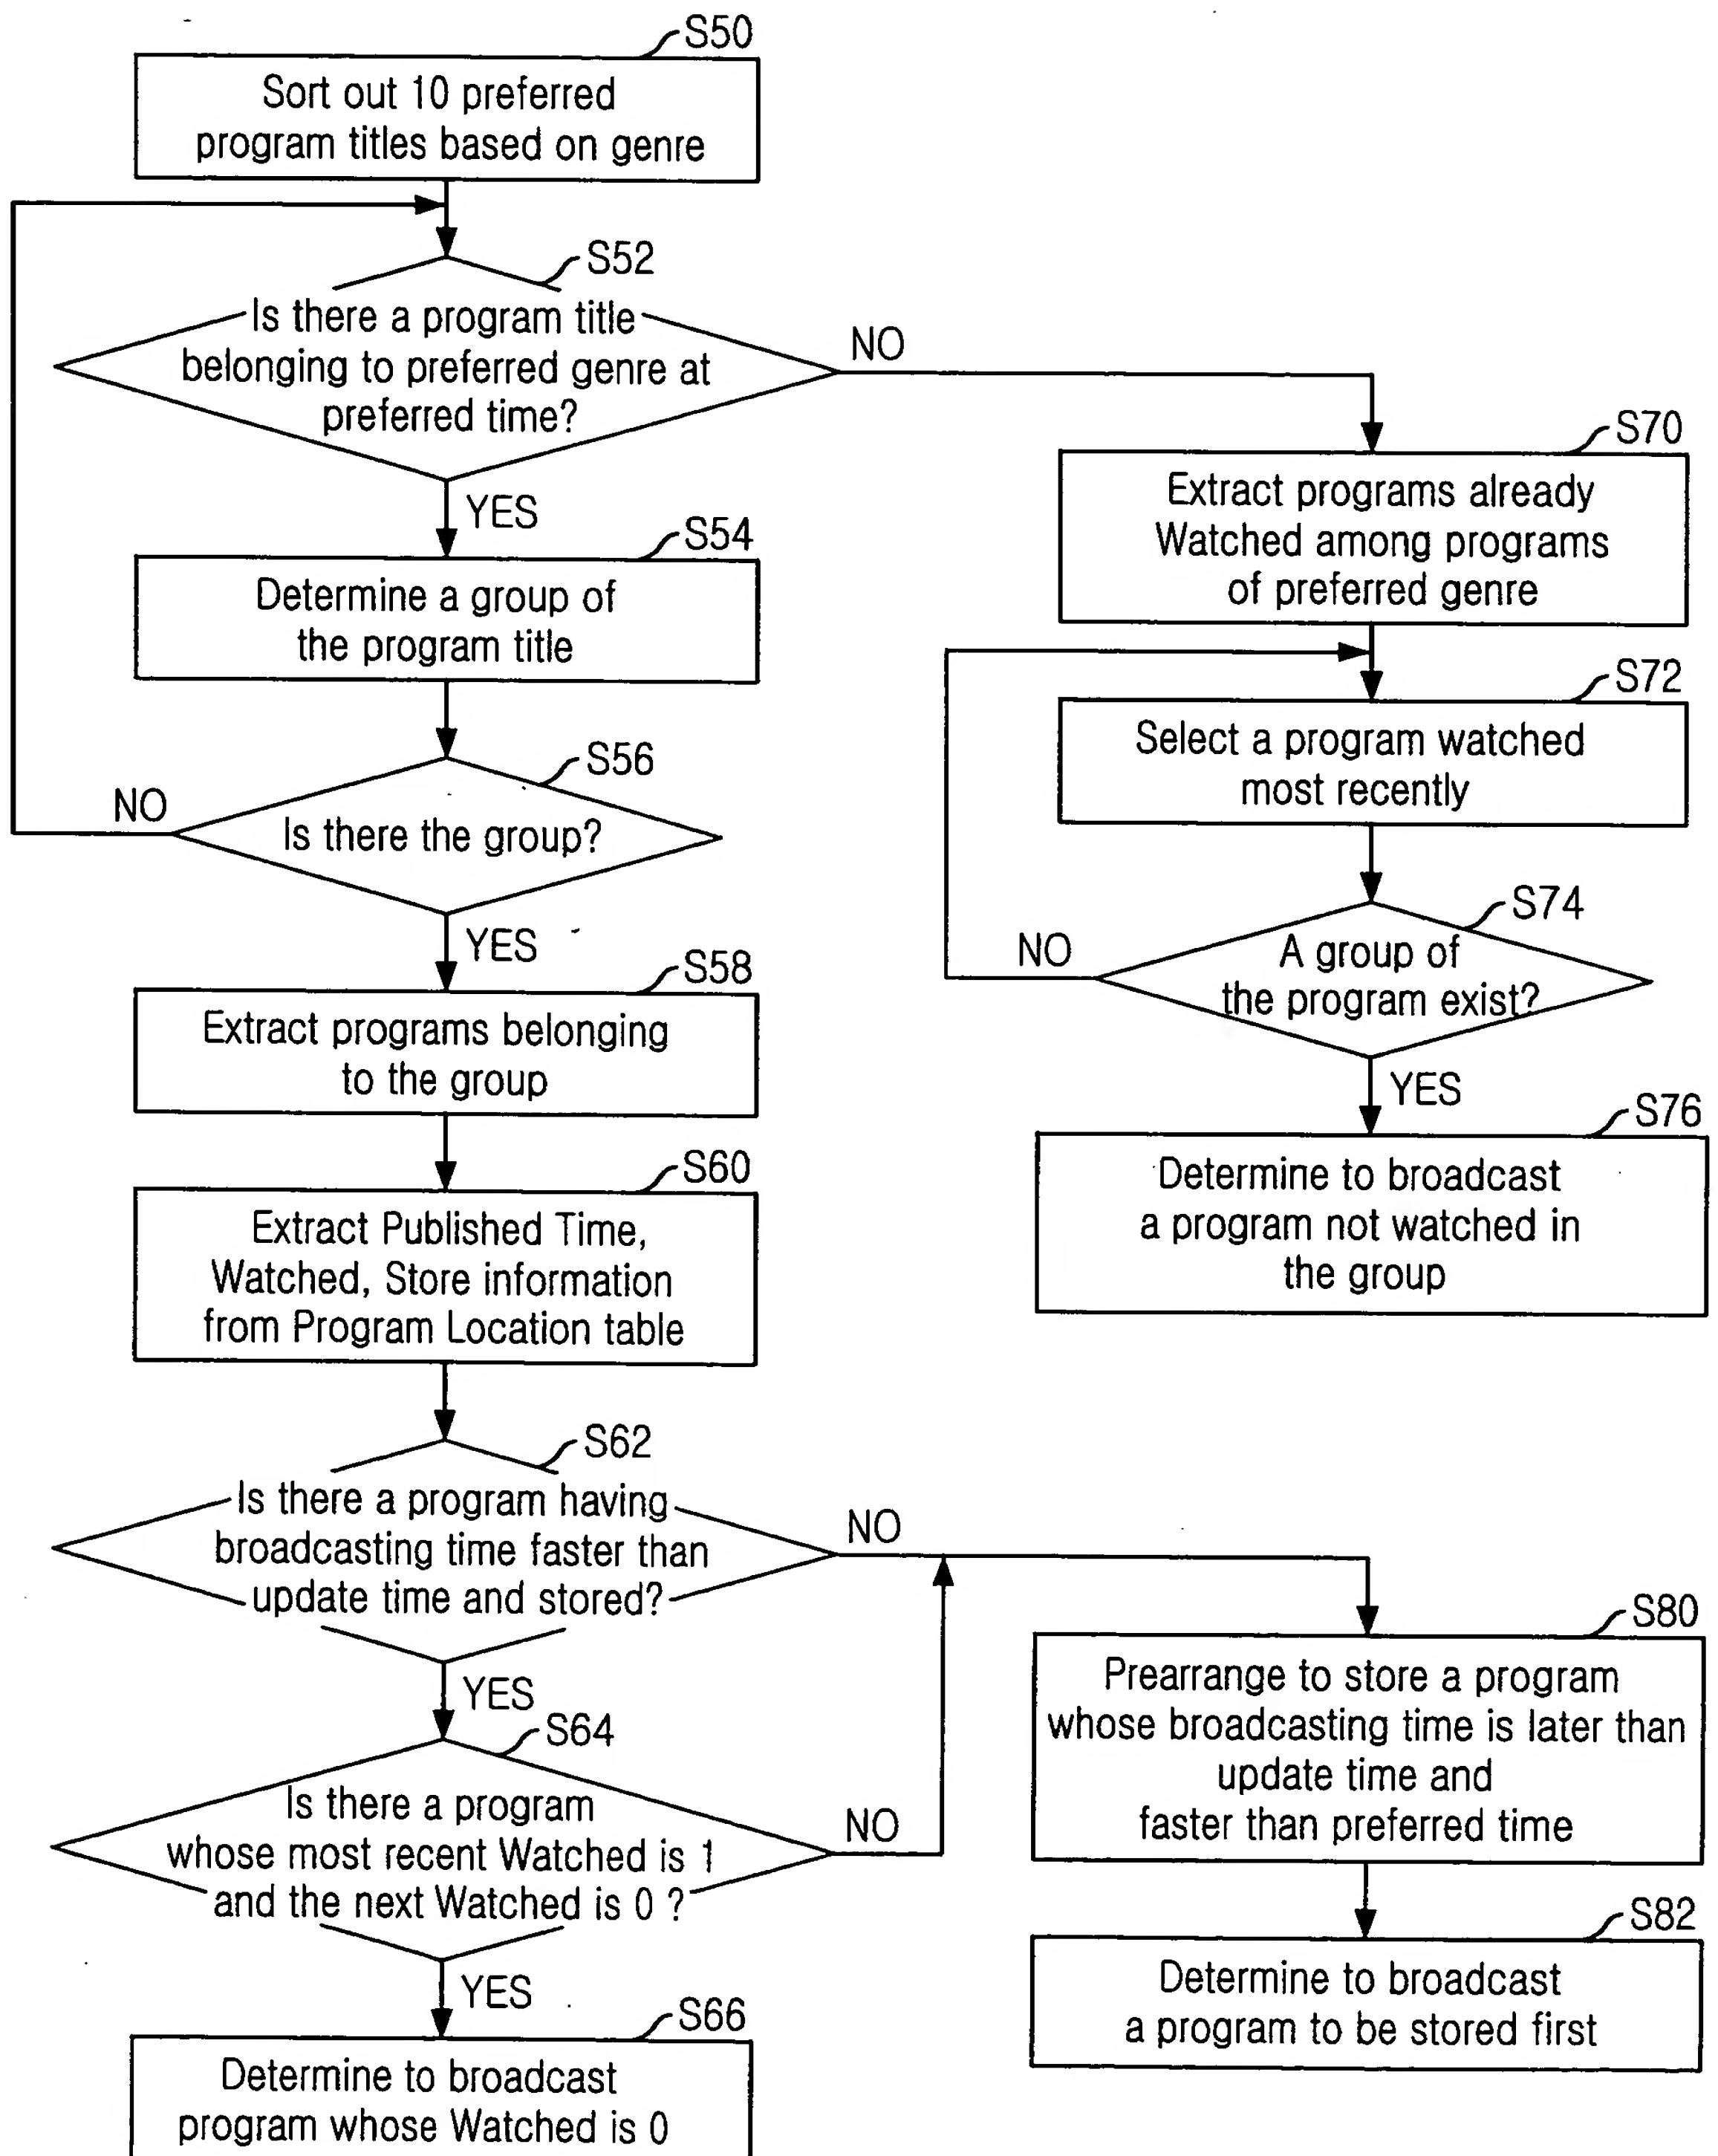 S50
Sort out 10 preferred
program titles based on genre
S52
Is there a program title
belonging to preferred genre at
preferred time?
NO
YES
S54
Determine a group of
the program title
S56
Is there the group?
NO
YES
S58
Extract programs belonging
to the group
S60
Extract Published Time,
Watched, Store information
from Program Location table
S62
Is there a program having
broadcasting time faster than
update time and stored?
NO
YES
S64
Is there a program
whose most recent Watched is 1
and the next Watched is 0 ?
NO
YES
S66
Determine to broadcast
program whose Watched is 0
S70
Extract programs already
Watched among programs
of preferred genre
S72
Select a program watched
most recently
S74
A group of
the program exist?
NO
YES
S76
Determine to broadcast
a program not watched in
the group
S80
Prearrange to store a program
whose broadcasting time is later than
update time and
faster than preferred time
S82
Determine to broadcast
a program to be stored first